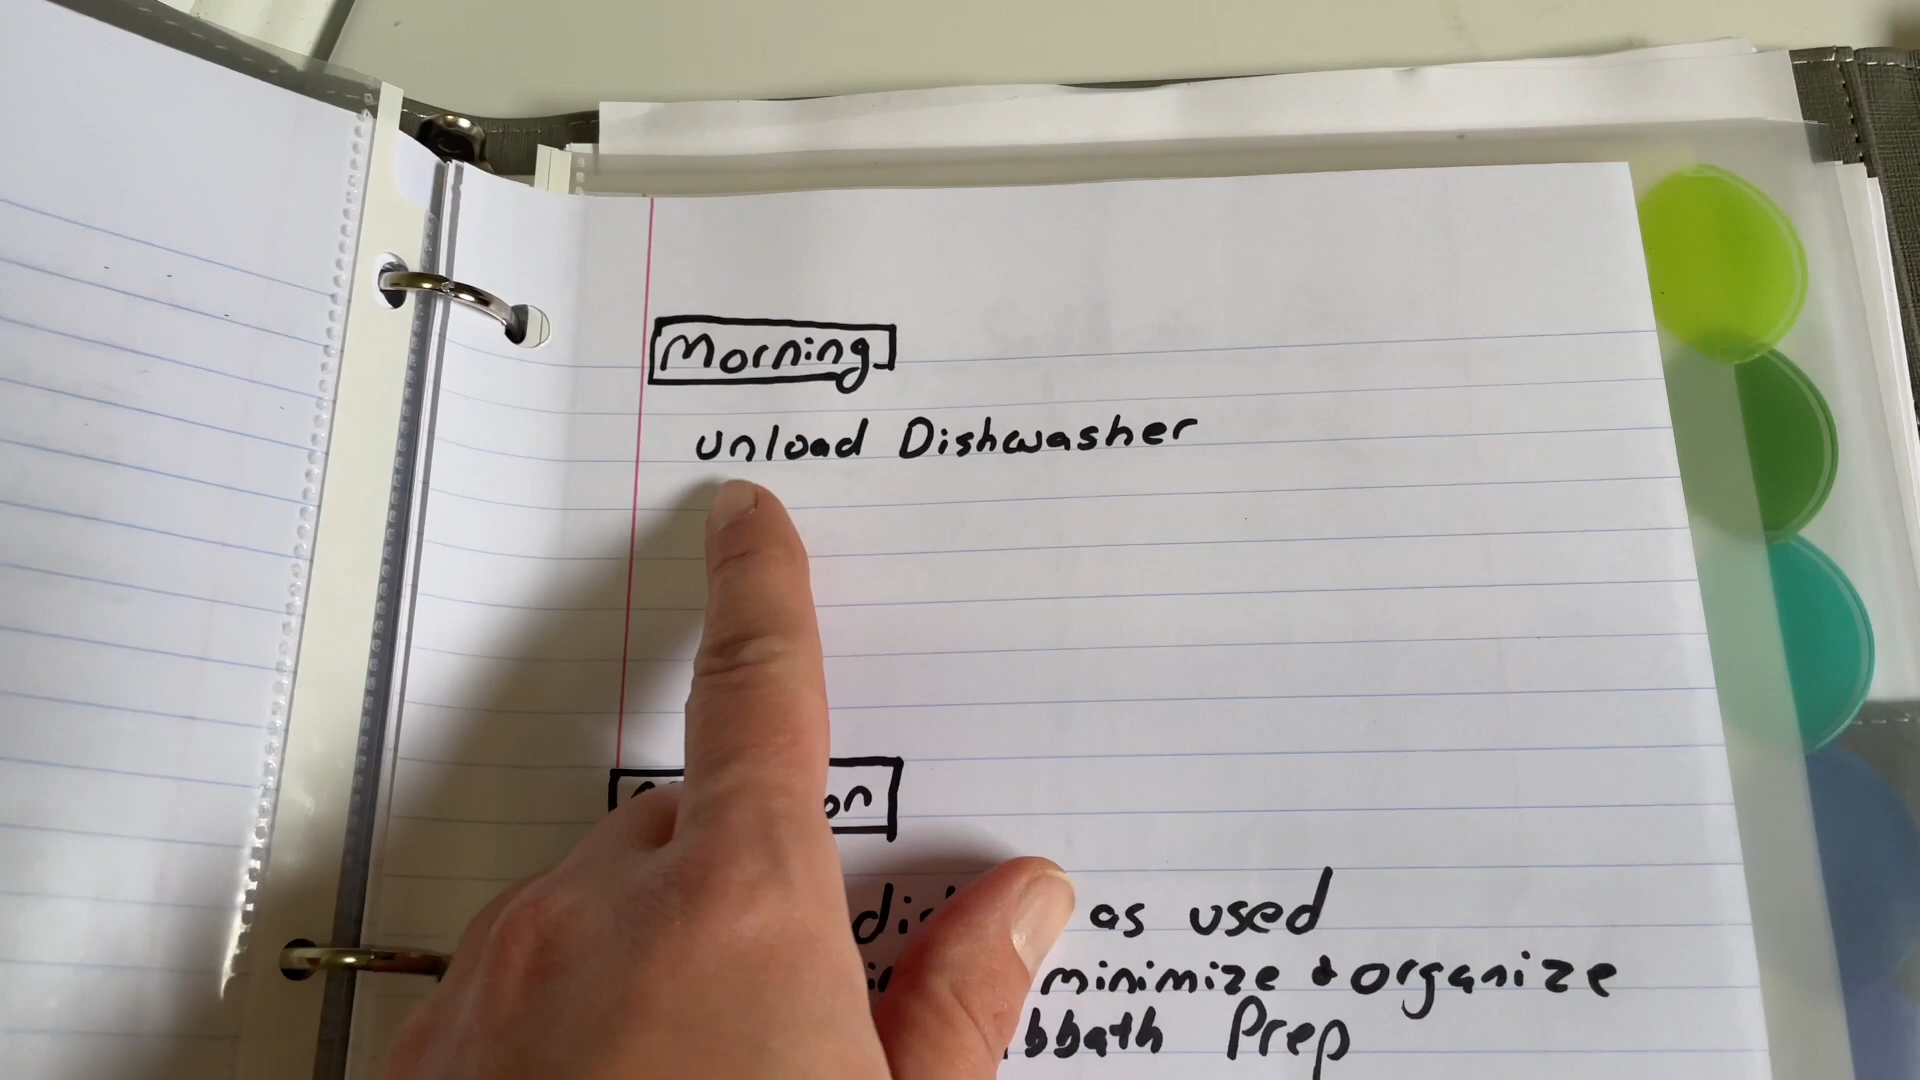 Morning
unload Dishwasher
as used
minimize & organize
Prep